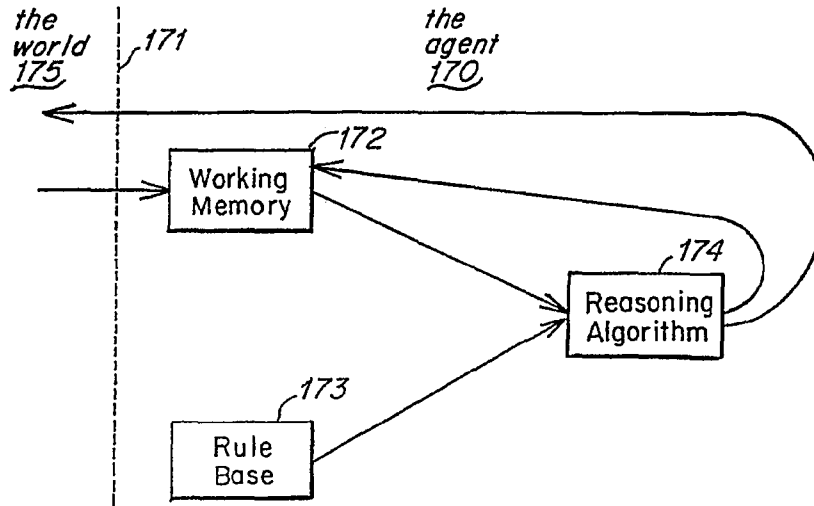 the
world
175
171
the
agent
170
172
Working
Memory
174
Reasoning
Algorithm
173
Rule
Base